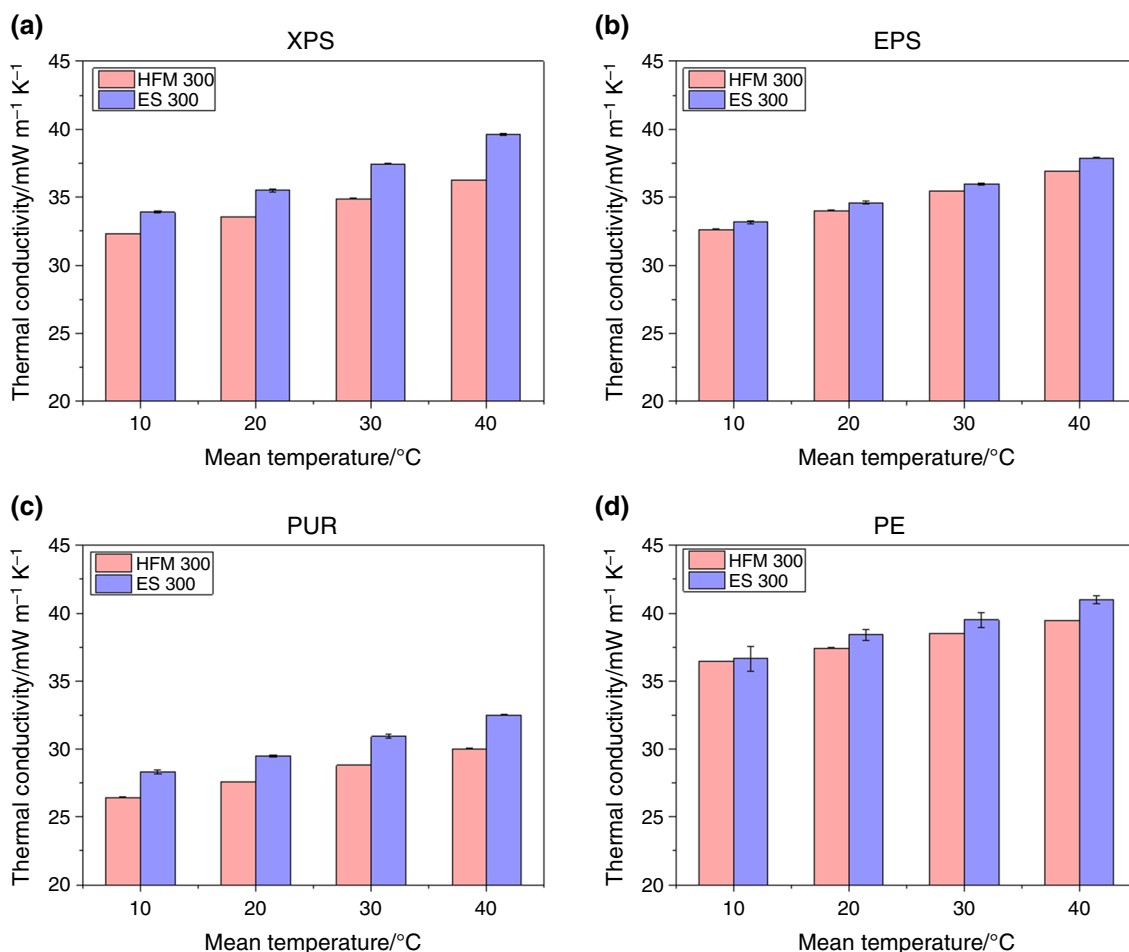 (a)
XPS
Thermal conductivity/mW m⁻¹ K⁻¹
45
40
35
30
25
20
HFM 300
ES 300
10 20 30 40
Mean temperature/°C
(b)
EPS
Thermal conductivity/mW m⁻¹ K⁻¹
45
40
35
30
25
20
HFM 300
ES 300
10 20 30 40
Mean temperature/°C
(c)
PUR
Thermal conductivity/mW m⁻¹ K⁻¹
45
40
35
30
25
20
HFM 300
ES 300
10 20 30 40
Mean temperature/°C
(d)
PE
Thermal conductivity/mW m⁻¹ K⁻¹
45
40
35
30
25
20
HFM 300
ES 300
10 20 30 40
Mean temperature/°C